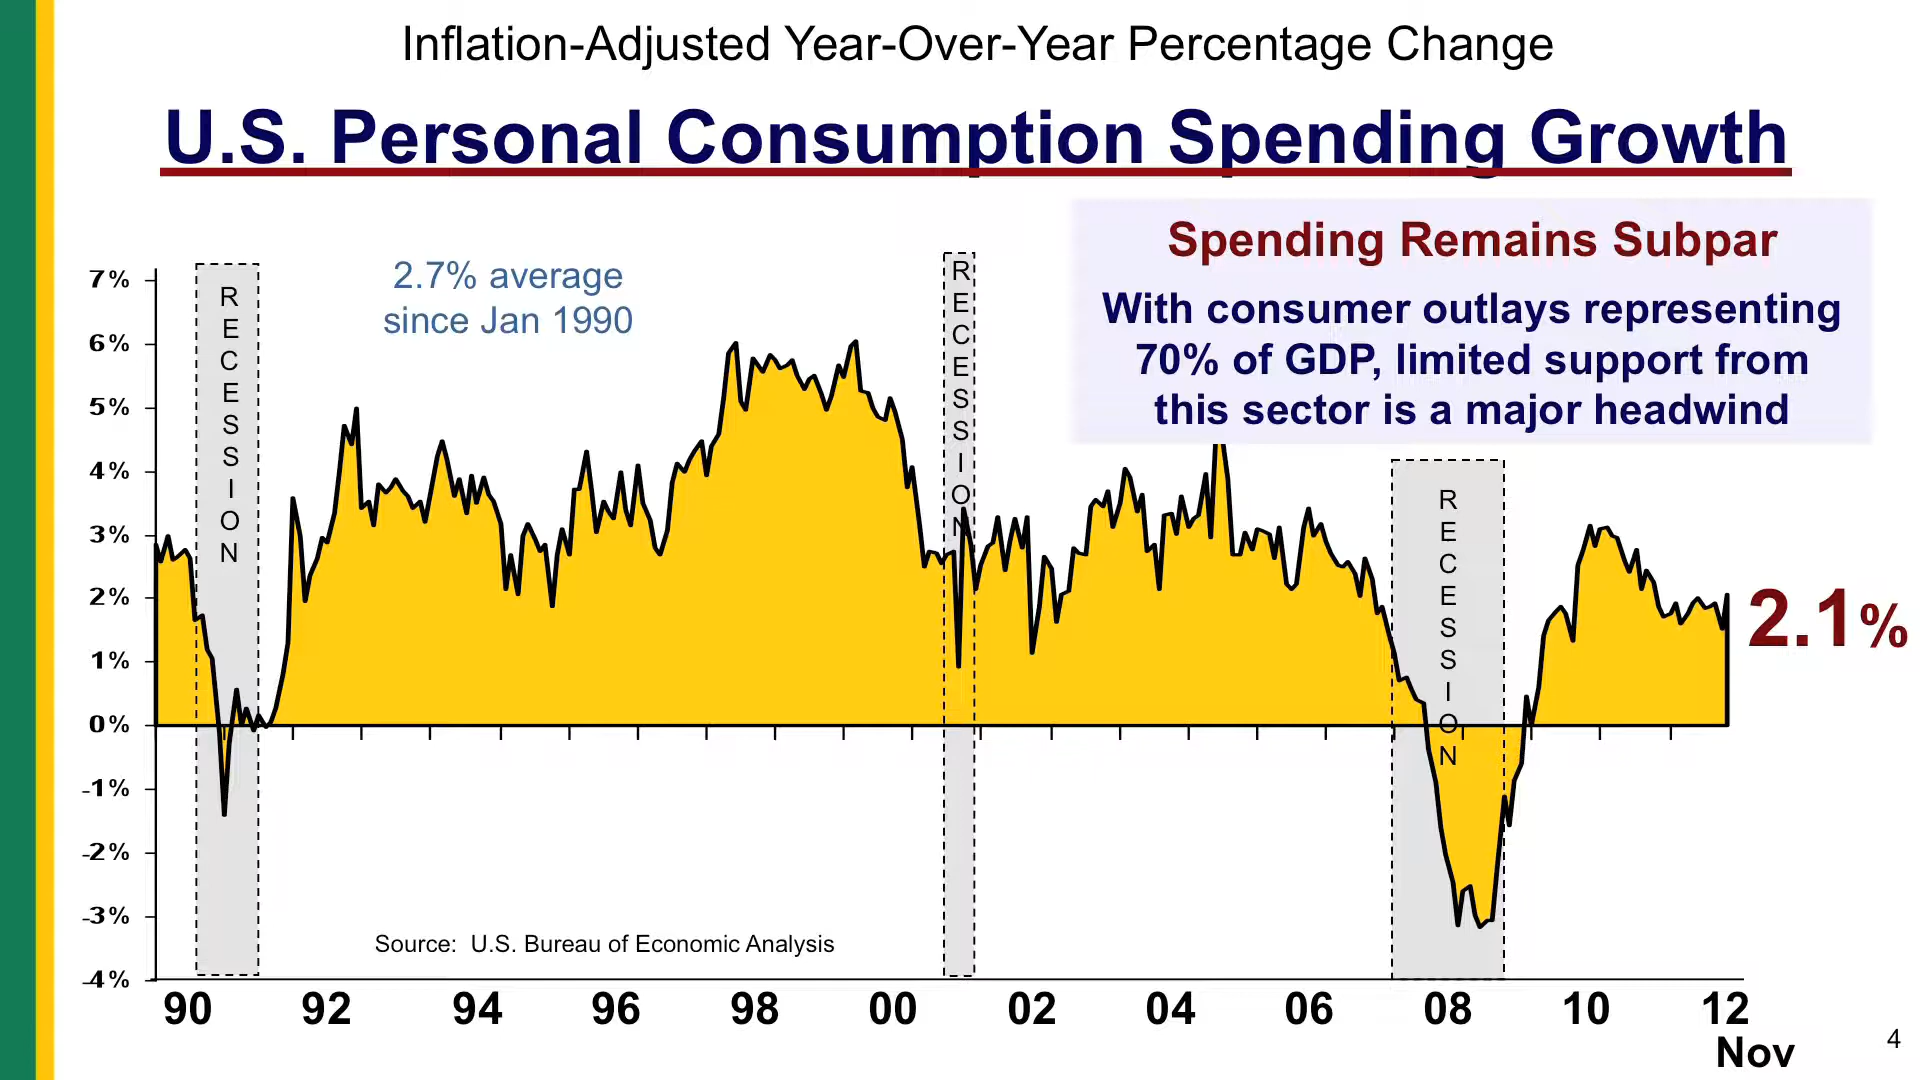 Inflation-Adjusted Year-Over-Year Percentage Change
U.S. Personal Consumption Spending Growth
Spending Remains Subpar
With consumer outlays representing
70% of GDP, limited support from
this sector is a major headwind
2.7% average
since Jan 1990
7%
6%
5%
4%
3%
2%
1%
0%
-1%
-2%
-3%
-4%
RECESSION
RECESSION
RECESSION
2.1%
Source: U.S. Bureau of Economic Analysis
90 92 94 96 98 00 02 04 06 08 10 12
Nov
4